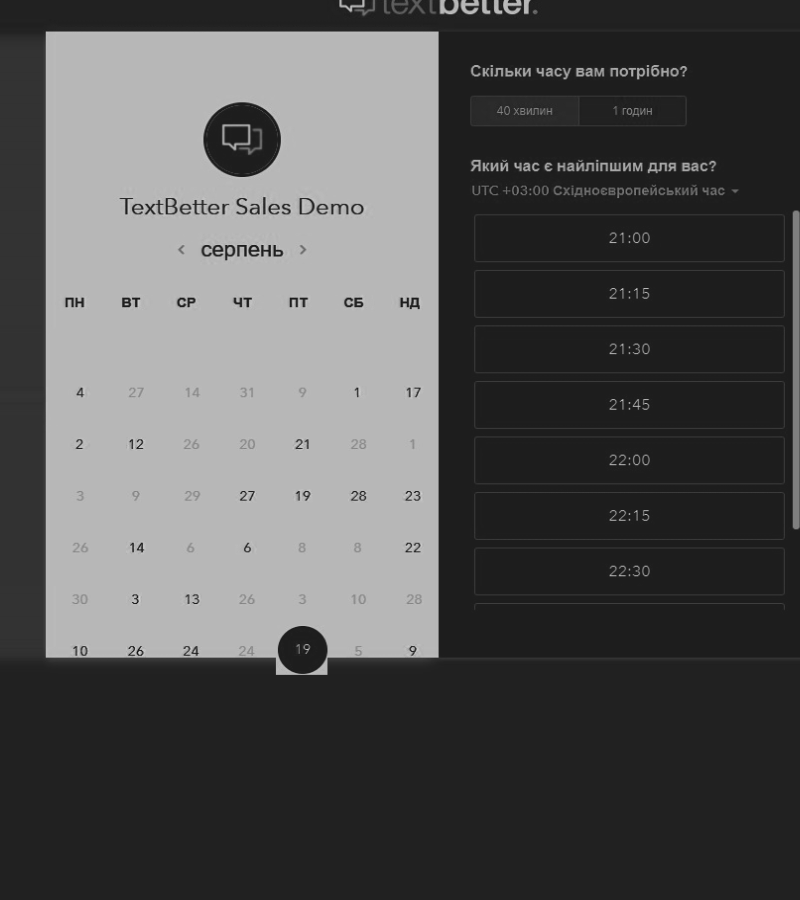 textbetter.
TextBetter Sales Demo
серпень
ПН ВТ СР ЧТ ПТ СБ НД
4 27 14 31 9 1 17
2 12 26 20 21 28 1
3 9 29 27 19 28 23
26 14 6 6 8 8 22
30 3 13 26 3 10 28
10 26 24 24 19 5 9
Скільки часу вам потрібно?
40 хвилин 1 годин
Який час є найліпшим для вас?
UTC +03:00 Східноєвропейський час
21:00
21:15
21:30
21:45
22:00
22:15
22:30